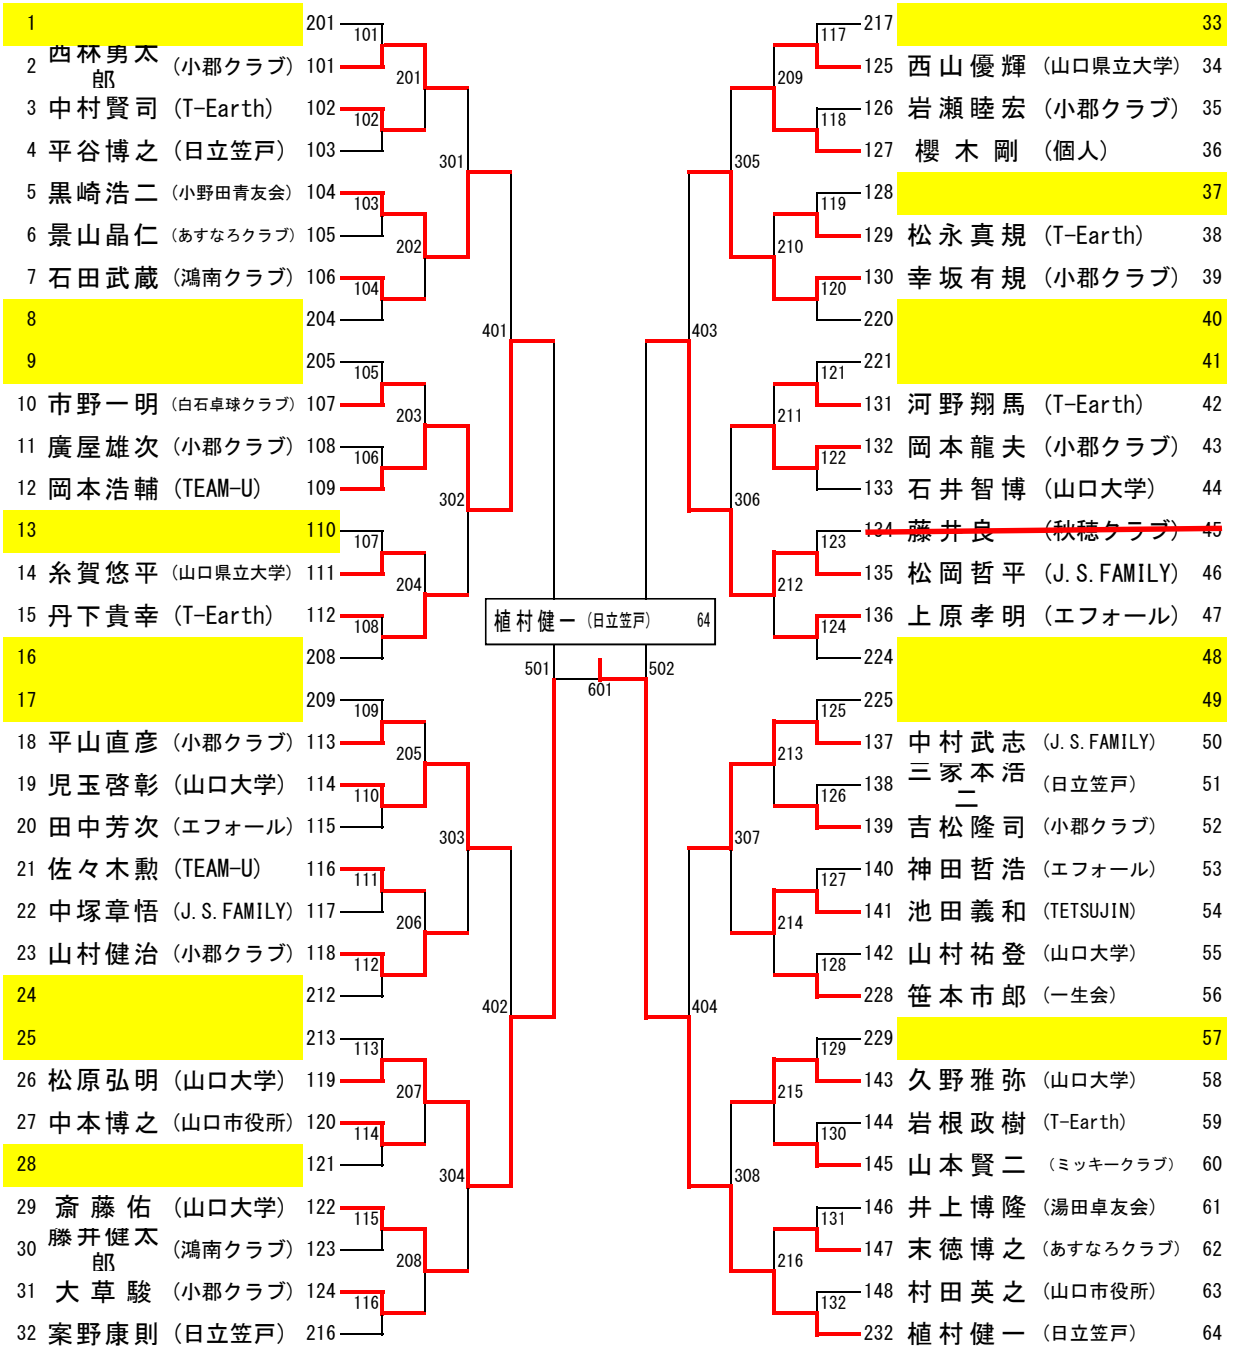 1 201
2 西林勇太郎 (小郡クラブ) 101
3 中村賢司 (T-Earth) 102
4 平谷博之 (日立笠戸) 103
5 黒崎浩二 (小野田青友会) 104
6 景山晶仁 (あすなろクラブ) 105
7 石田武蔵 (鴻南クラブ) 106
8 204
9 205
10 市野一明 (白石卓球クラブ) 107
11 廣屋雄次 (小郡クラブ) 108
12 岡本浩輔 (TEAM-U) 109
13 110
14 糸賀悠平 (山口県立大学) 111
15 丹下貴幸 (T-Earth) 112
16 208
17 209
18 平山直彦 (小郡クラブ) 113
19 児玉啓彰 (山口大学) 114
20 田中芳次 (エフォール) 115
21 佐々木勲 (TEAM-U) 116
22 中塚章悟 (J.S.FAMILY) 117
23 山村健治 (小郡クラブ) 118
24 212
25 213
26 松原弘明 (山口大学) 119
27 中本博之 (山口市役所) 120
28 121
29 斎藤佑 (山口大学) 122
30 藤井健太郎 (鴻南クラブ) 123
31 大草駿 (小郡クラブ) 124
32 案野康則 (日立笠戸) 216
101
102
103
104
105
106
107
108
109
110
111
112
113
114
115
116
201
202
203
204
205
206
207
208
301
302
303
304
401
402
植村健一 (日立笠戸) 64
501
502
601
403
404
305
306
307
308
209
210
211
212
213
214
215
216
117
118
119
120
121
122
123
124
125
126
127
128
129
130
131
132
217 33
125 西山優輝 (山口県立大学) 34
126 岩瀬睦宏 (小郡クラブ) 35
127 櫻木剛 (個人) 36
128 37
129 松永真規 (T-Earth) 38
130 幸坂有規 (小郡クラブ) 39
220 40
221 41
131 河野翔馬 (T-Earth) 42
132 岡本龍夫 (小郡クラブ) 43
133 石井智博 (山口大学) 44
134 藤井良 (秋穂クラブ) 45
135 松岡哲平 (J.S.FAMILY) 46
136 上原孝明 (エフォール) 47
224 48
225 49
137 中村武志 (J.S.FAMILY) 50
138 三家本浩二 (日立笠戸) 51
139 吉松隆司 (小郡クラブ) 52
140 神田哲浩 (エフォール) 53
141 池田義和 (TETSUJIN) 54
142 山村祐登 (山口大学) 55
228 笹本市郎 (一生会) 56
229 57
143 久野雅弥 (山口大学) 58
144 岩根政樹 (T-Earth) 59
145 山本賢二 (ミッキークラブ) 60
146 井上博隆 (湯田卓友会) 61
147 末徳博之 (あすなろクラブ) 62
148 村田英之 (山口市役所) 63
232 植村健一 (日立笠戸) 64